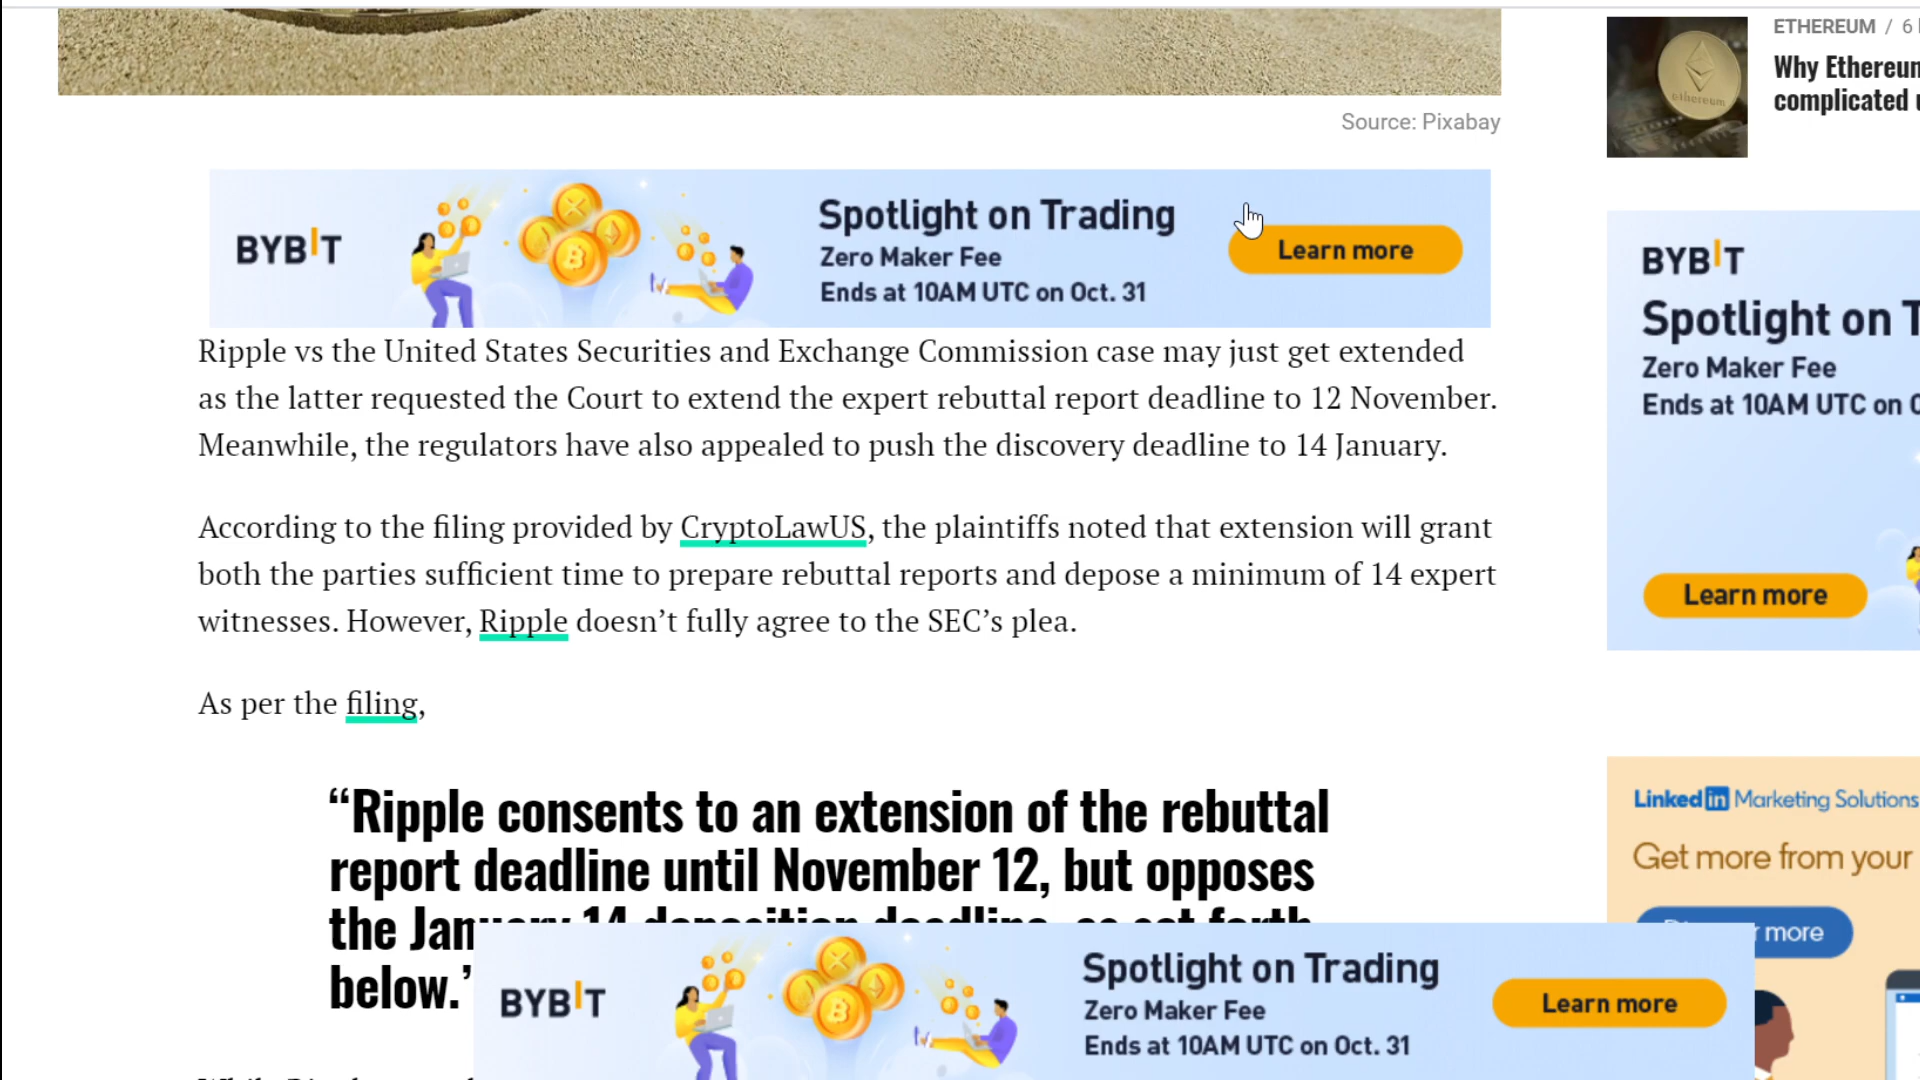 ETHEREUM / 6
Why Ethereum
complicated
ethereum
Source: Pixabay
BYBIT
Spotlight on Trading
Zero Maker Fee
Ends at 10AM UTC on Oct. 31
Learn more
Ripple vs the United States Securities and Exchange Commission case may just get extended
as the latter requested the Court to extend the expert rebuttal report deadline to 12 November.
Meanwhile, the regulators have also appealed to push the discovery deadline to 14 January.
According to the filing provided by CryptoLawUS, the plaintiffs noted that extension will grant
both the parties sufficient time to prepare rebuttal reports and depose a minimum of 14 expert
witnesses. However, Ripple doesn’t fully agree to the SEC’s plea.
As per the filing,
“Ripple consents to an extension of the rebuttal
report deadline until November 12, but opposes
the January 14 deposition deadline, as set forth
below.”
BYBIT
Spotlight on Trading
Zero Maker Fee
Ends at 10AM UTC on Oct. 31
Learn more
BYBIT
Spotlight on T
Zero Maker Fee
Ends at 10AM UTC on O
Learn more
Linked in Marketing Solutions
Get more from your
more